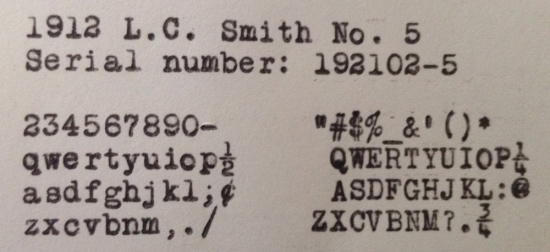 1912 L.C. Smith No. 5
Serial number: 192102-5
234567890- "#$%_&'()*
qwertyuiop½ QWERTYUIOP¼
asdfghjkl;¢ ASDFGHJKL:@
zxcvbnm,./ ZXCVBNM?.¾